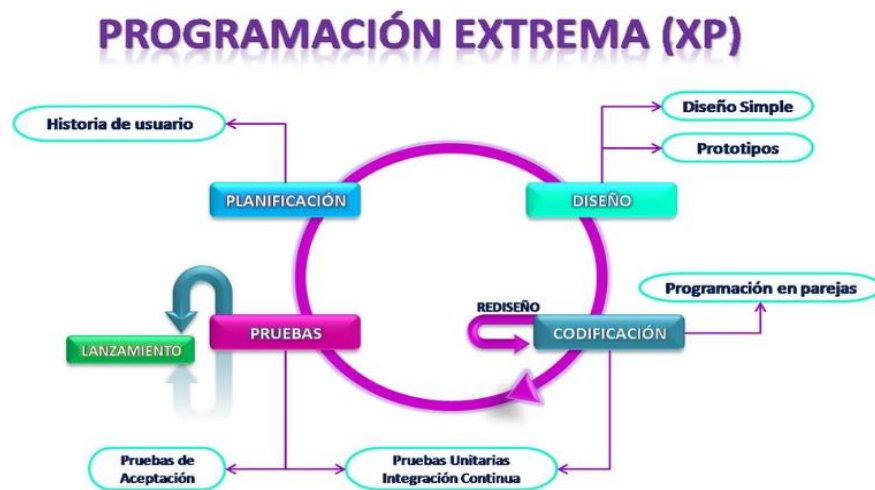 PROGRAMACIÓN EXTREMA (XP)
Historia de usuario
Diseño Simple
Prototipos
PLANIFICACIÓN
DISEÑO
Programación en parejas
REDISEÑO
PRUEBAS
CODIFICACIÓN
LANZAMIENTO
Pruebas de
Aceptación
Pruebas Unitarias
Integración Continua